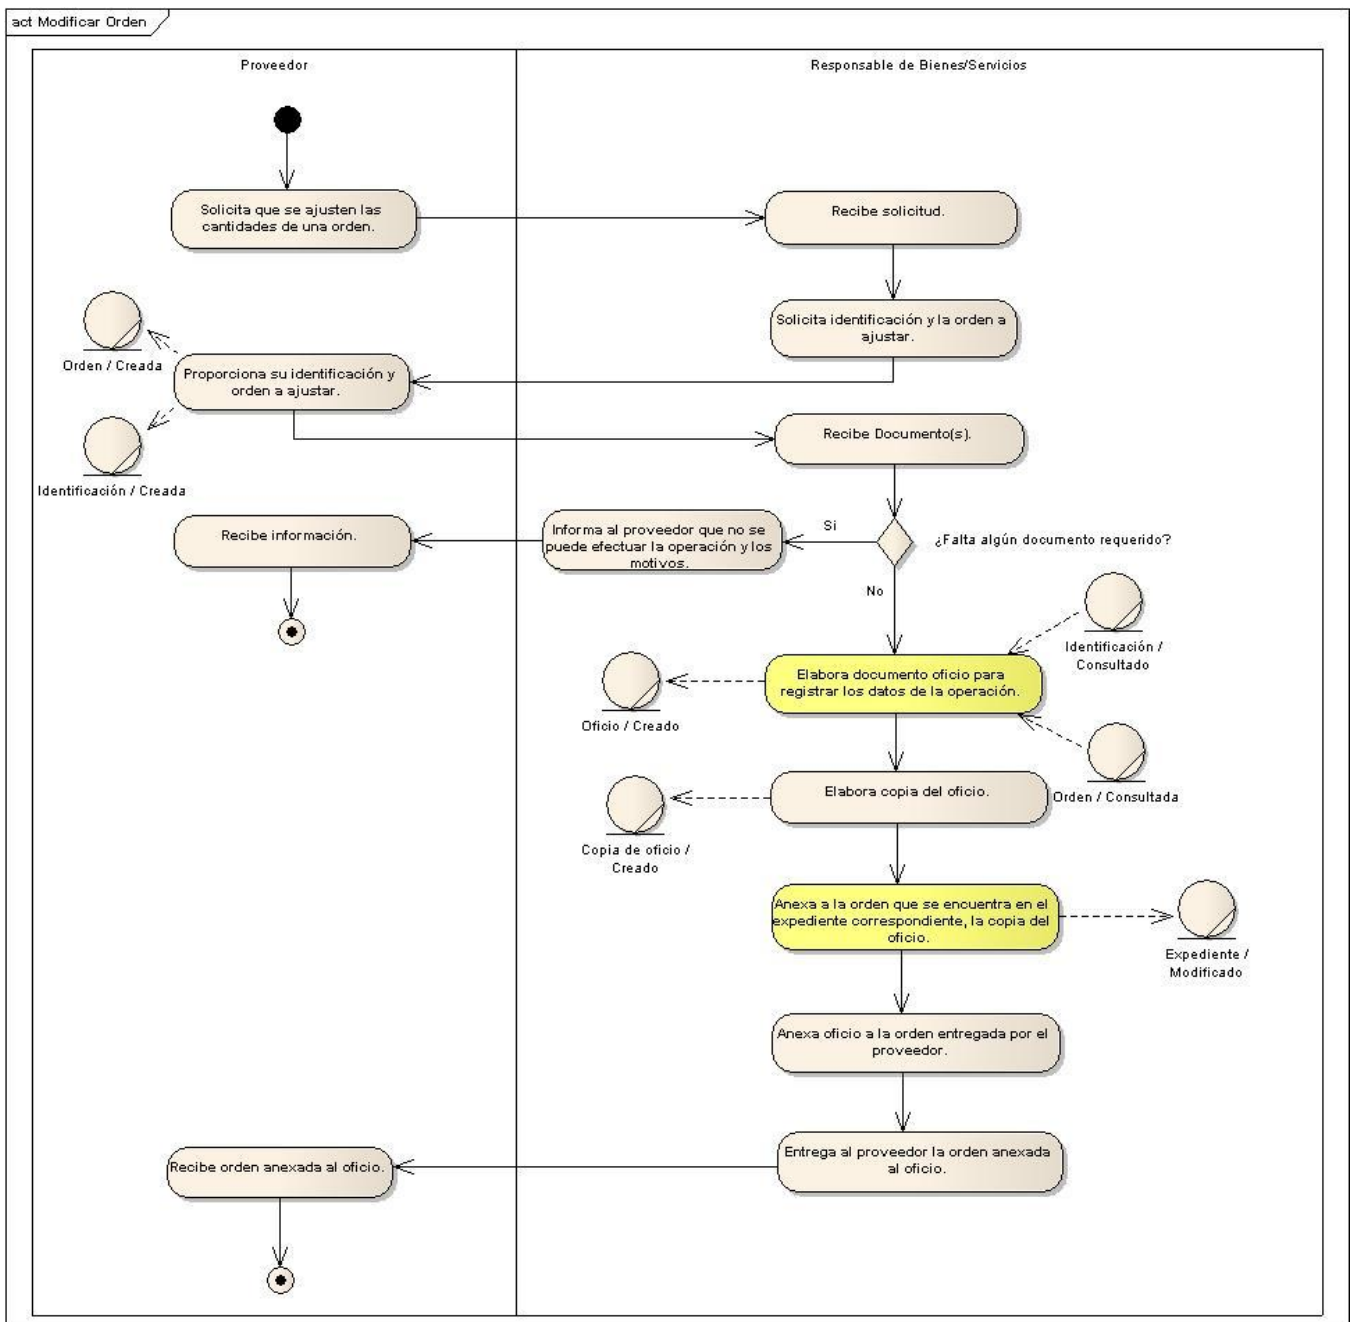 act Modificar Orden
Proveedor
Responsable de Bienes/Servicios
Solicita que se ajusten las
cantidades de una orden.
Recibe solicitud.
Solicita identificación y la orden a
ajustar.
Orden / Creada
Proporciona su identificación y
orden a ajustar.
Identificación / Creada
Recibe Documento(s).
Recibe información.
Informa al proveedor que no se
puede efectuar la operación y los
motivos.
Si
¿Falta algún documento requerido?
No
Identificación /
Consultado
Elabora documento oficio para
registrar los datos de la operación.
Oficio / Creado
Orden / Consultada
Elabora copia del oficio.
Copia de oficio /
Creado
Anexa a la orden que se encuentra en el
expediente correspondiente, la copia del
oficio.
Expediente /
Modificado
Anexa oficio a la orden entregada por el
proveedor.
Entrega al proveedor la orden anexada
al oficio.
Recibe orden anexada al oficio.